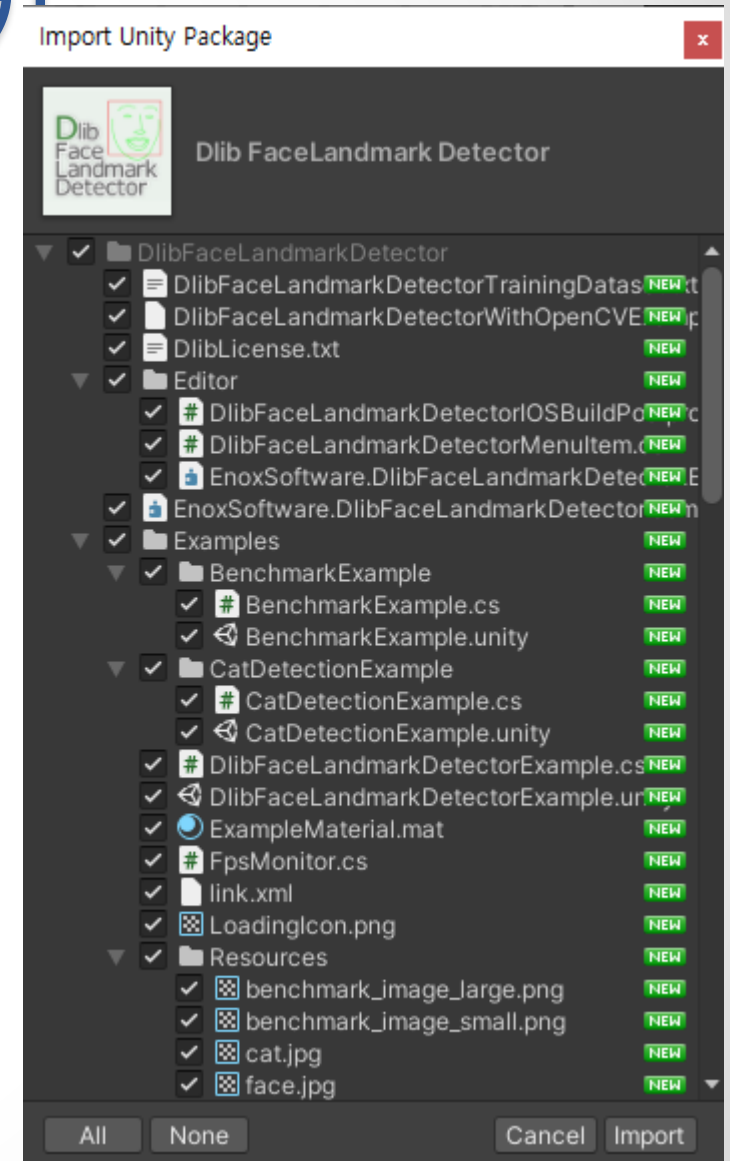 Import Unity Package
x
Dlib
Face
Landmark
Detector
Dlib FaceLandmark Detector
DlibFaceLandmarkDetector
DlibFaceLandmarkDetectorTrainingDatas NEW xt
DlibFaceLandmarkDetectorWithOpenCVE NEW p
DlibLicense.txt NEW
Editor NEW
DlibFaceLandmarkDetectorIOSBuildPo NEW c
DlibFaceLandmarkDetectorMenuItem.c NEW
EnoxSoftware.DlibFaceLandmarkDetec NEW .E
EnoxSoftware.DlibFaceLandmarkDetector NEW m
Examples NEW
BenchmarkExample NEW
BenchmarkExample.cs NEW
BenchmarkExample.unity NEW
CatDetectionExample NEW
CatDetectionExample.cs NEW
CatDetectionExample.unity NEW
DlibFaceLandmarkDetectorExample.cs NEW
DlibFaceLandmarkDetectorExample.un NEW
ExampleMaterial.mat NEW
FpsMonitor.cs NEW
link.xml NEW
LoadingIcon.png NEW
Resources NEW
benchmark_image_large.png NEW
benchmark_image_small.png NEW
cat.jpg NEW
face.jpg NEW
All None Cancel Import